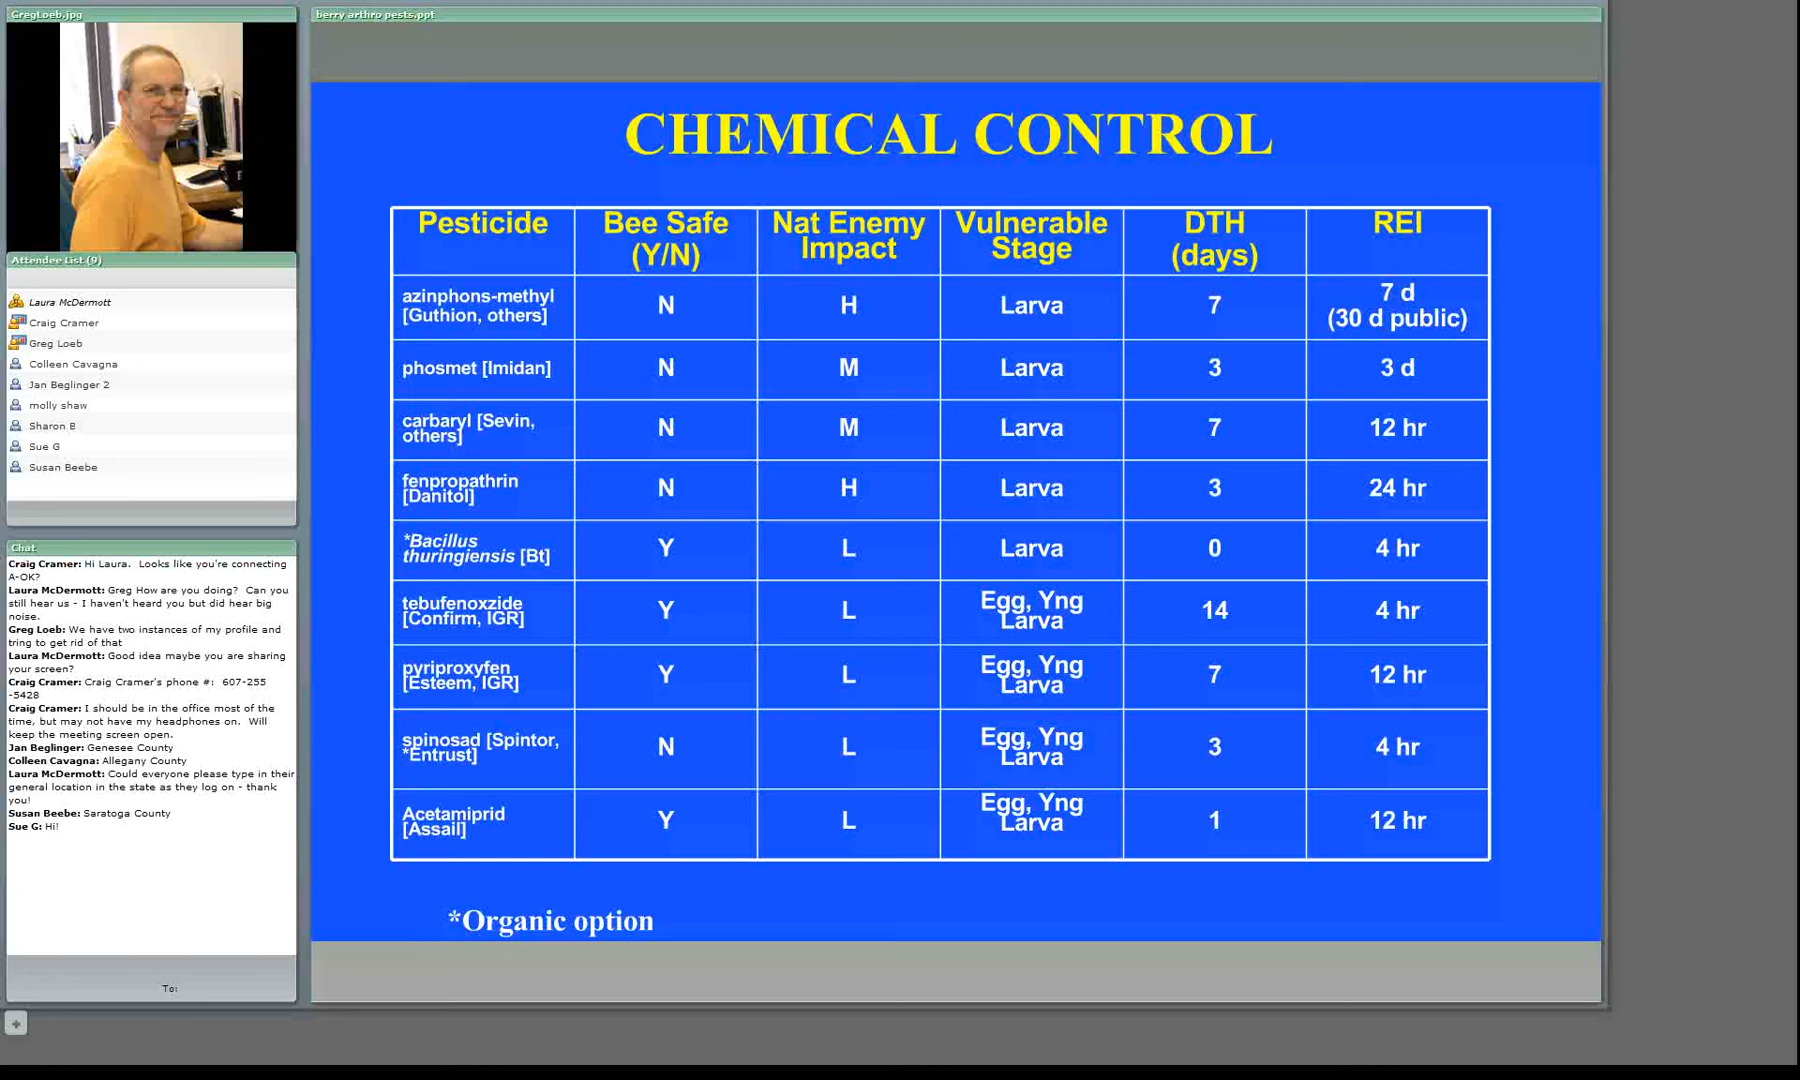 GregLoeb.jpg
Attendee List (9)
Laura McDermott
Craig Cramer
Greg Loeb
Colleen Cavagna
Jan Beglinger 2
molly shaw
Sharon B
Sue G
Susan Beebe
Chat
Craig Cramer: Hi Laura.  Looks like you're connecting
A-OK?
Laura McDermott: Greg How are you doing?  Can you
still hear us - I haven't heard you but did hear big
noise.
Greg Loeb: We have two instances of my profile and
tring to get rid of that
Laura McDermott: Good idea maybe you are sharing
your screen?
Craig Cramer: Craig Cramer's phone #:  607-255
-5428
Craig Cramer: I should be in the office most of the
time, but may not have my headphones on.  Will
keep the meeting screen open.
Jan Beglinger: Genesee County
Colleen Cavagna: Allegany County
Laura McDermott: Could everyone please type in their
general location in the state as they log on - thank
you!
Susan Beebe: Saratoga County
Sue G: Hi!
To:
berry arthro pests.ppt
CHEMICAL CONTROL
Pesticide
Bee Safe
(Y/N)
Nat Enemy
Impact
Vulnerable
Stage
DTH
(days)
REI
azinphons-methyl
[Guthion, others]
N
H
Larva
7
7 d
(30 d public)
phosmet [Imidan]
N
M
Larva
3
3 d
carbaryl [Sevin,
others]
N
M
Larva
7
12 hr
fenpropathrin
[Danitol]
N
H
Larva
3
24 hr
*Bacillus
thuringiensis [Bt]
Y
L
Larva
0
4 hr
tebufenoxzide
[Confirm, IGR]
Y
L
Egg, Yng
Larva
14
4 hr
pyriproxyfen
[Esteem, IGR]
Y
L
Egg, Yng
Larva
7
12 hr
spinosad [Spintor,
*Entrust]
N
L
Egg, Yng
Larva
3
4 hr
Acetamiprid
[Assail]
Y
L
Egg, Yng
Larva
1
12 hr
*Organic option